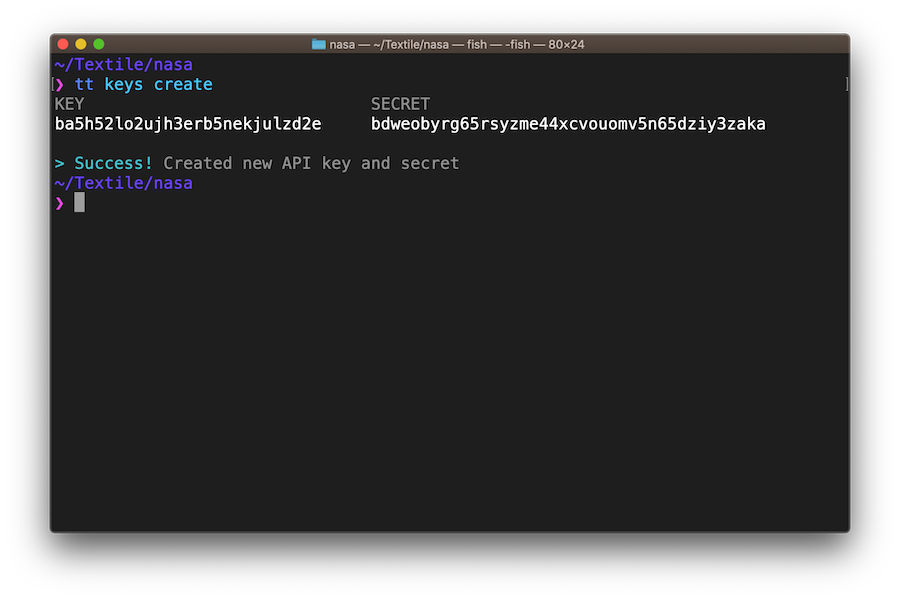 nasa — ~/Textile/nasa — fish — -fish — 80×24
~/Textile/nasa
[❯ tt keys create ]
KEY SECRET
ba5h52lo2ujh3erb5nekjulzd2e bdweobyrg65rsyzme44xcvouomv5n65dziy3zaka
> Success! Created new API key and secret
~/Textile/nasa
❯